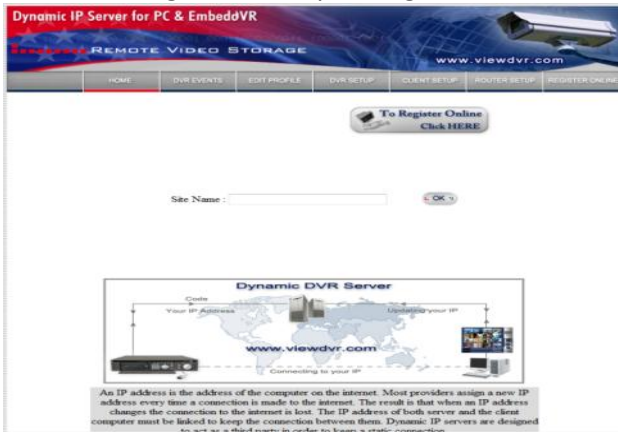 Dynamic IP Server for PC & EmbeddVR
REMOTE VIDEO STORAGE
www.viewdvr.com
HOME DVR EVENTS EDIT PROFILE DVR SETUP CLIENT SETUP ROUTER SETUP REGISTER ONLINE
To Register Online
Click HERE
Site Name : OK
Dynamic DVR Server
Code
Your IP Address Updating your IP
www.viewdvr.com
Connecting to your IP
An IP address is the address of the computer on the internet. Most providers assign a new IP
address every time a connection is made to the internet. The result is that when an IP address
changes the connection to the internet is lost. The IP address of both server and the client
computer must be linked to keep the connection between them. Dynamic IP servers are designed
to act as a third party in order to keep a static connection.